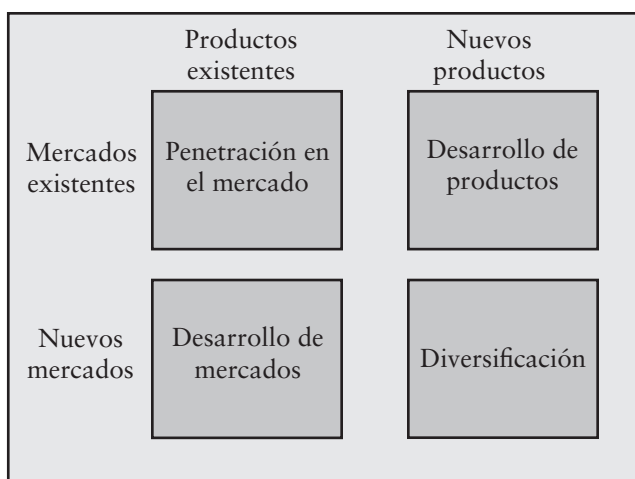 Productos
existentes
Nuevos
productos
Mercados
existentes
Penetración en
el mercado
Desarrollo de
productos
Nuevos
mercados
Desarrollo de
mercados
Diversificación